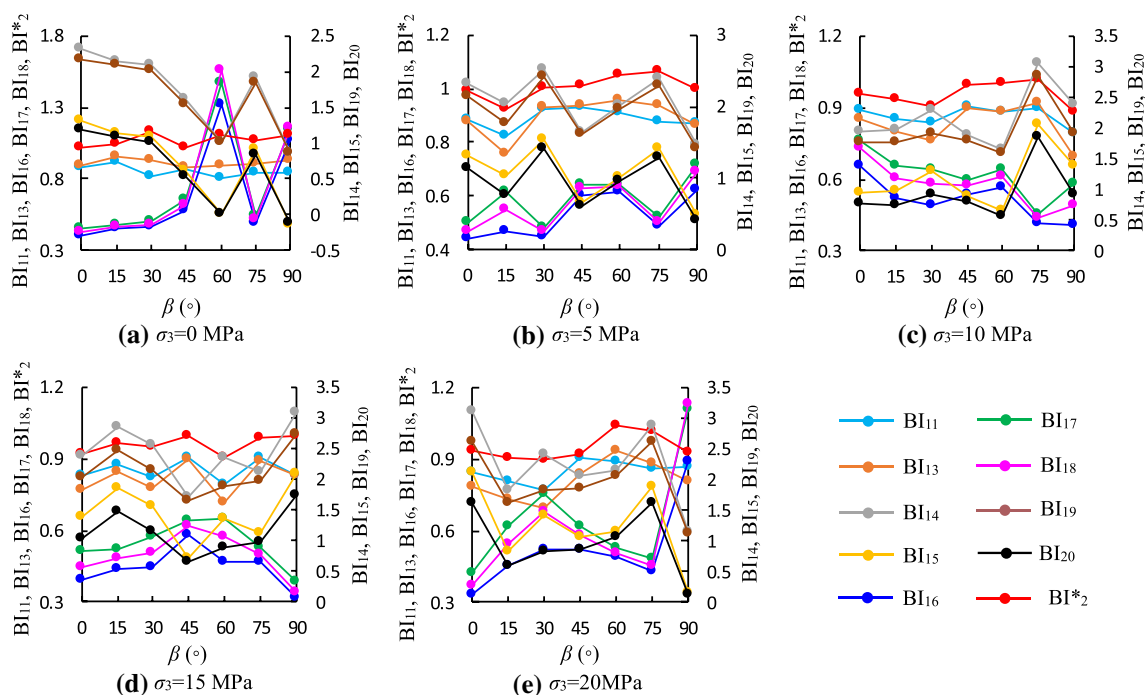 BI11, BI13, BI16, BI17, BI18, BI*2
1.8
1.3
0.8
0.3
2.5
2
1.5
1
0.5
0
-0.5
BI14, BI15, BI19, BI20
0 15 30 45 60 75 90
β (°)
(a) σ3=0 MPa
BI11, BI13, BI16, BI17, BI18, BI*2
1.2
1
0.8
0.6
0.4
3
2.5
2
1.5
1
0.5
0
BI14, BI15, BI19, BI20
0 15 30 45 60 75 90
β (°)
(b) σ3=5 MPa
BI11, BI13, BI16, BI17, BI18, BI*2
1.2
0.9
0.6
0.3
3.5
3
2.5
2
1.5
1
0.5
0
BI14, BI15, BI19, BI20
0 15 30 45 60 75 90
β (°)
(c) σ3=10 MPa
BI11, BI13, BI16, BI17, BI18, BI*2
1.2
0.9
0.6
0.3
3.5
3
2.5
2
1.5
1
0.5
0
BI14, BI15, BI19, BI20
0 15 30 45 60 75 90
β (°)
(d) σ3=15 MPa
BI11, BI13, BI16, BI17, BI18, BI*2
1.2
0.9
0.6
0.3
3.5
3
2.5
2
1.5
1
0.5
0
BI14, BI15, BI19, BI20
0 15 30 45 60 75 90
β (°)
(e) σ3=20MPa
BI11 BI17
BI13 BI18
BI14 BI19
BI15 BI20
BI16 BI*2